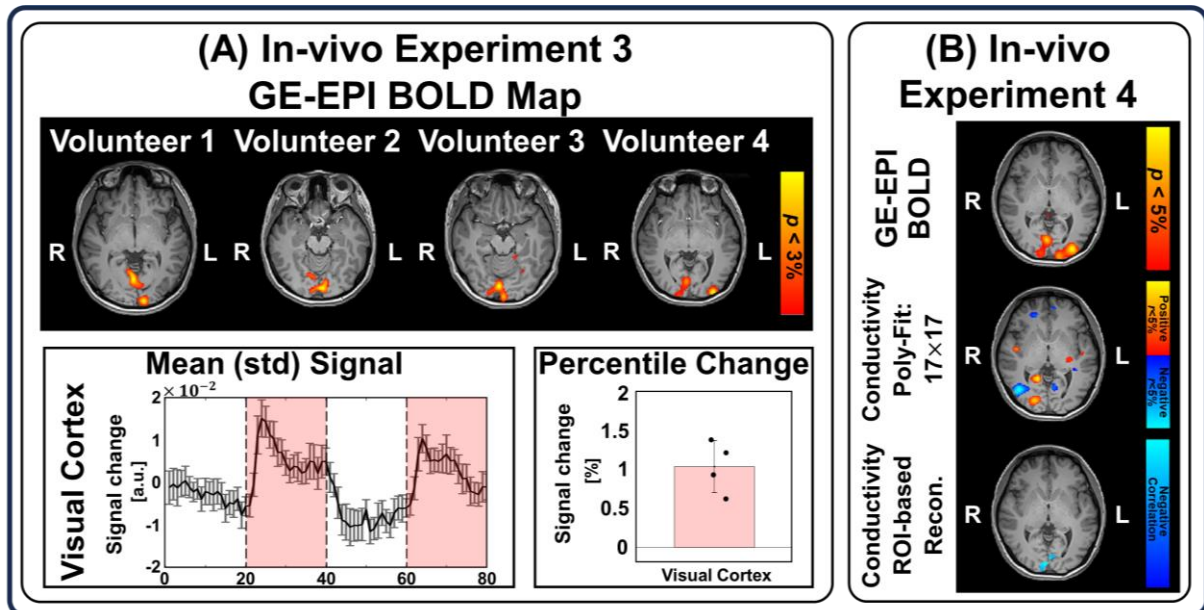 (A) In-vivo Experiment 3
GE-EPI BOLD Map
Volunteer 1 Volunteer 2 Volunteer 3 Volunteer 4
R
L
R
L
R
L
R
L
p < 3%
Visual Cortex
Mean (std) Signal
× 10⁻²
Signal change
[a.u.]
2
1
0
-1
-2
0 20 40 60 80
Percentile Change
Signal change
[%]
2
1.5
1
0.5
0
Visual Cortex
(B) In-vivo
Experiment 4
GE-EPI
BOLD
R
L
p < 5%
Conductivity
Poly-Fit:
17×17
R
L
Positive
r<5%
Negative
r<5%
Conductivity
ROI-based
Recon.
R
L
Negative
Correlation